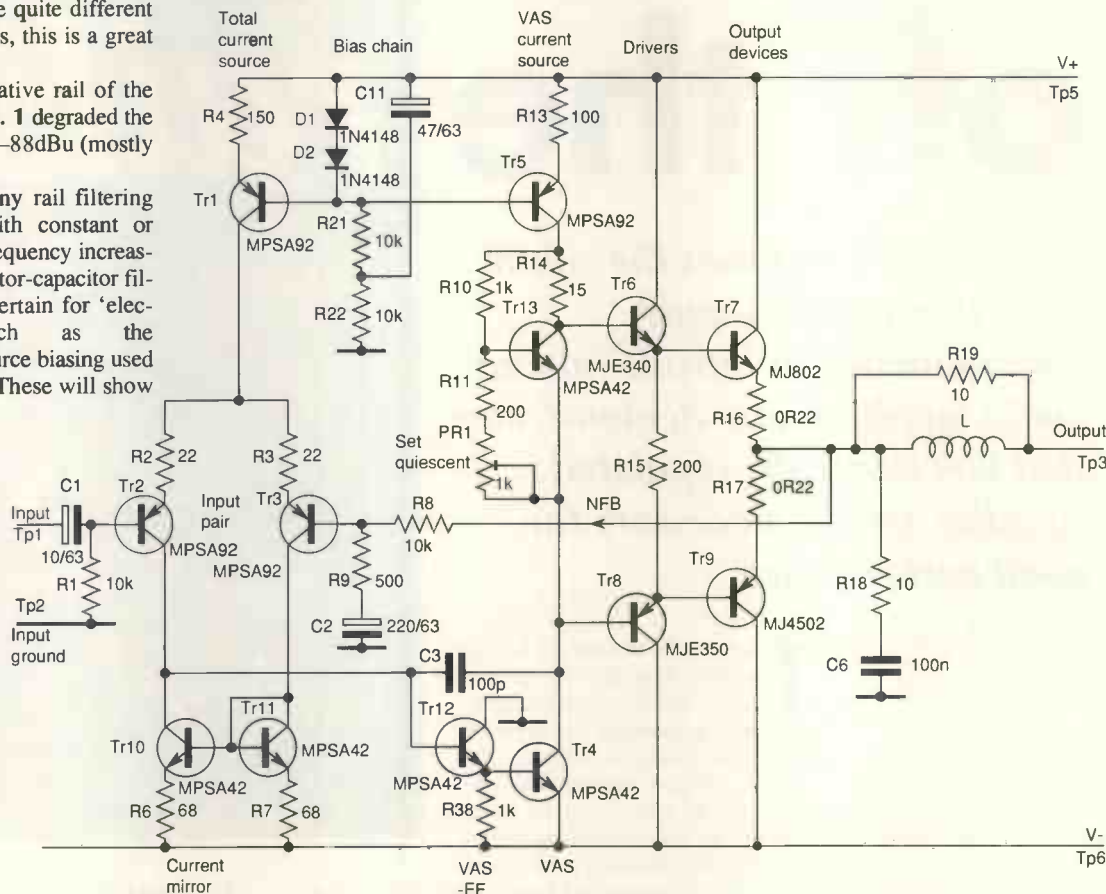 e quite different
s, this is a great
ative rail of the
. 1 degraded the
–88dBu (mostly
ny rail filtering
ith constant or
equency increas-
tor-capacitor fil-
ertain for ‘elec-
ch as the
urce biasing used
These will show
Total
current
source
Bias chain
VAS
current
source
Drivers
Output
devices
V+
Tp5
R4
150
D1
1N4148
D2
1N4148
C11
47/63
R13
100
Tr1
MPSA92
R21
10k
R22
10k
Tr5
MPSA92
R14
15
R10
1k
Tr13
MPSA42
Tr6
MJE340
Tr7
MJ802
R11
200
PR1
1k
Set
quiescent
R15
200
R16
0R22
R17
0R22
R19
10
L
Output
Tp3
R2
22
R3
22
C1
Input
Tp1
10/63
Tr2
MPSA92
Input
pair
Tr3
MPSA92
R8
10k
NFB
R1
10k
Tp2
Input
ground
R9
500
C2
220/63
Tr8
MJE350
Tr9
MJ4502
R18
10
C6
100n
C3
100p
Tr10
MPSA42
Tr11
MPSA42
Tr12
MPSA42
Tr4
MPSA42
R6
68
R7
68
R38
1k
V-
Tp6
Current
mirror
VAS
-EF
VAS